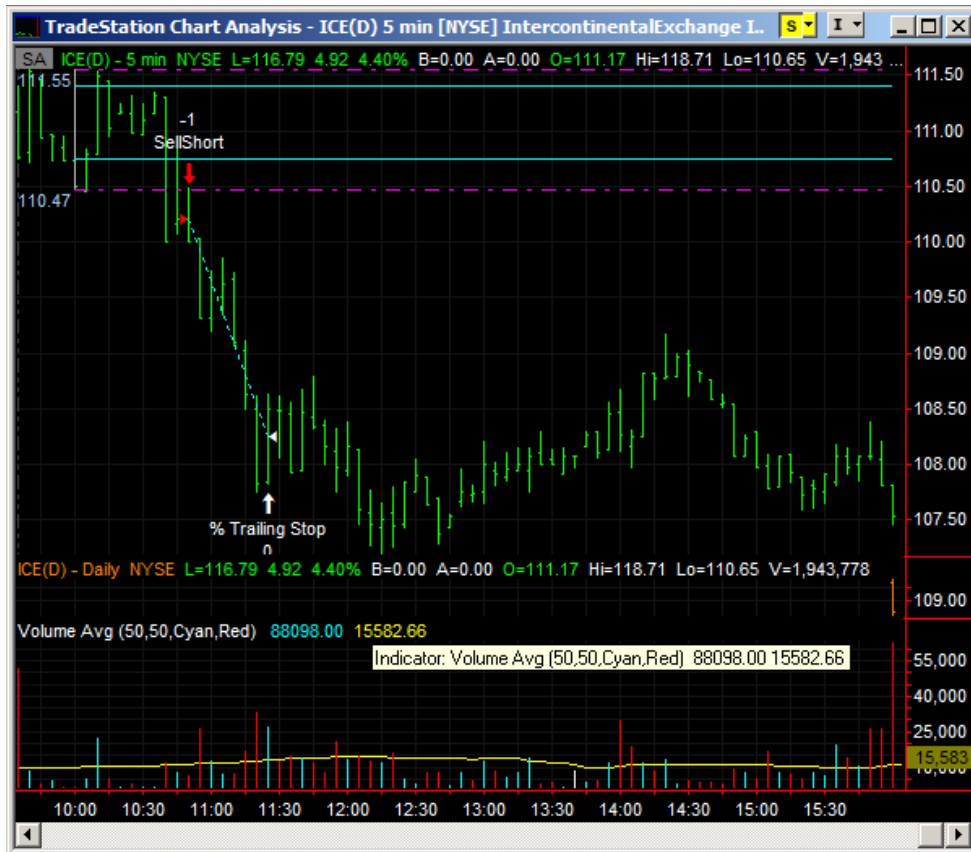 TradeStation Chart Analysis - ICE(D) 5 min [NYSE] IntercontinentalExchange I..
S
I
SA ICE(D) - 5 min NYSE L=116.79 4.92 4.40% B=0.00 A=0.00 O=111.17 Hi=118.71 Lo=110.65 V=1,943 ...
111.55
111.50
-1
SellShort
111.00
110.50
110.47
110.00
109.50
109.00
108.50
108.00
107.50
% Trailing Stop
0
ICE(D) - Daily NYSE L=116.79 4.92 4.40% B=0.00 A=0.00 O=111.17 Hi=118.71 Lo=110.65 V=1,943,778
109.00
Volume Avg (50,50,Cyan,Red) 88098.00 15582.66
Indicator: Volume Avg (50,50,Cyan,Red) 88098.00 15582.66
55,000
40,000
25,000
15,583
10,000
10:00 10:30 11:00 11:30 12:00 12:30 13:00 13:30 14:00 14:30 15:00 15:30